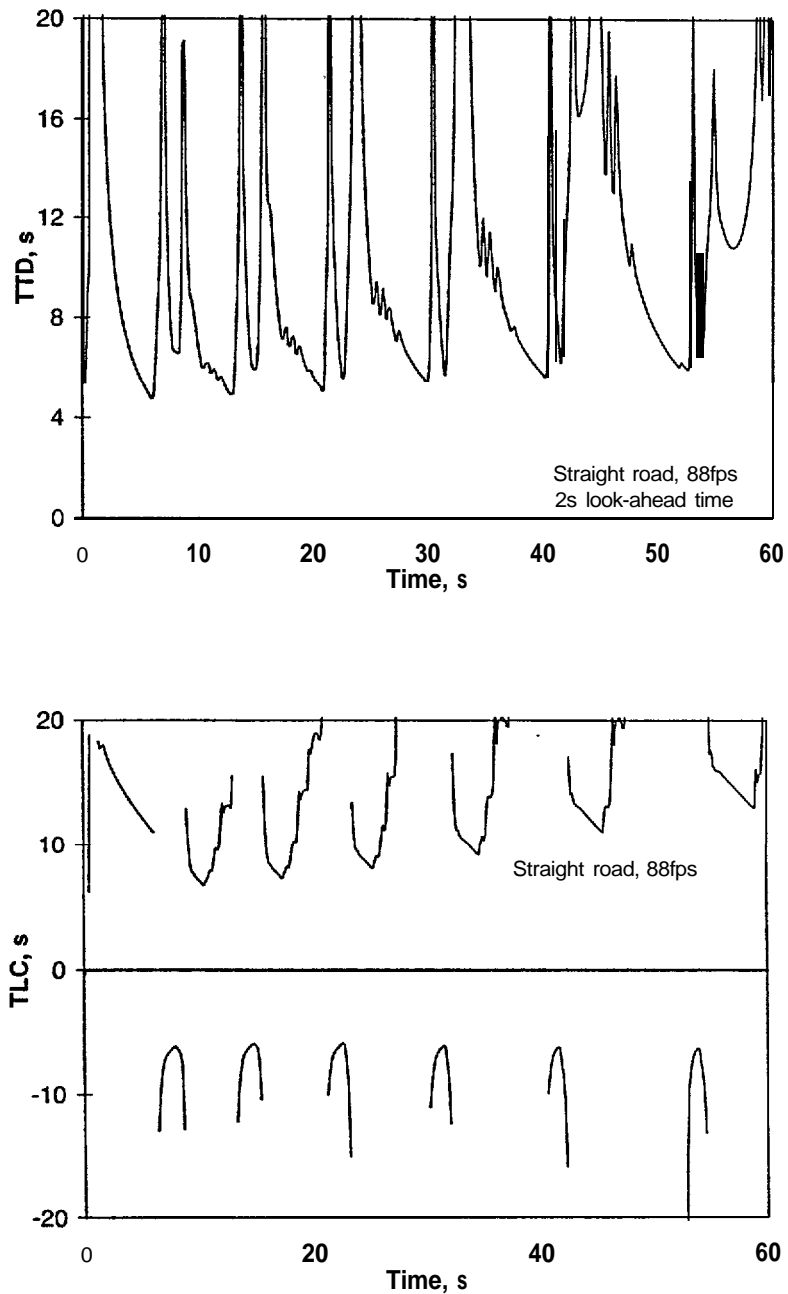 20
16
12
8
4
0
TTD, s
Straight road, 88fps
2s look-ahead time
0 10 20 30 40 50 60
Time, s
20
10
0
-10
-20
TLC, s
Straight road, 88fps
0 20 40 60
Time, s